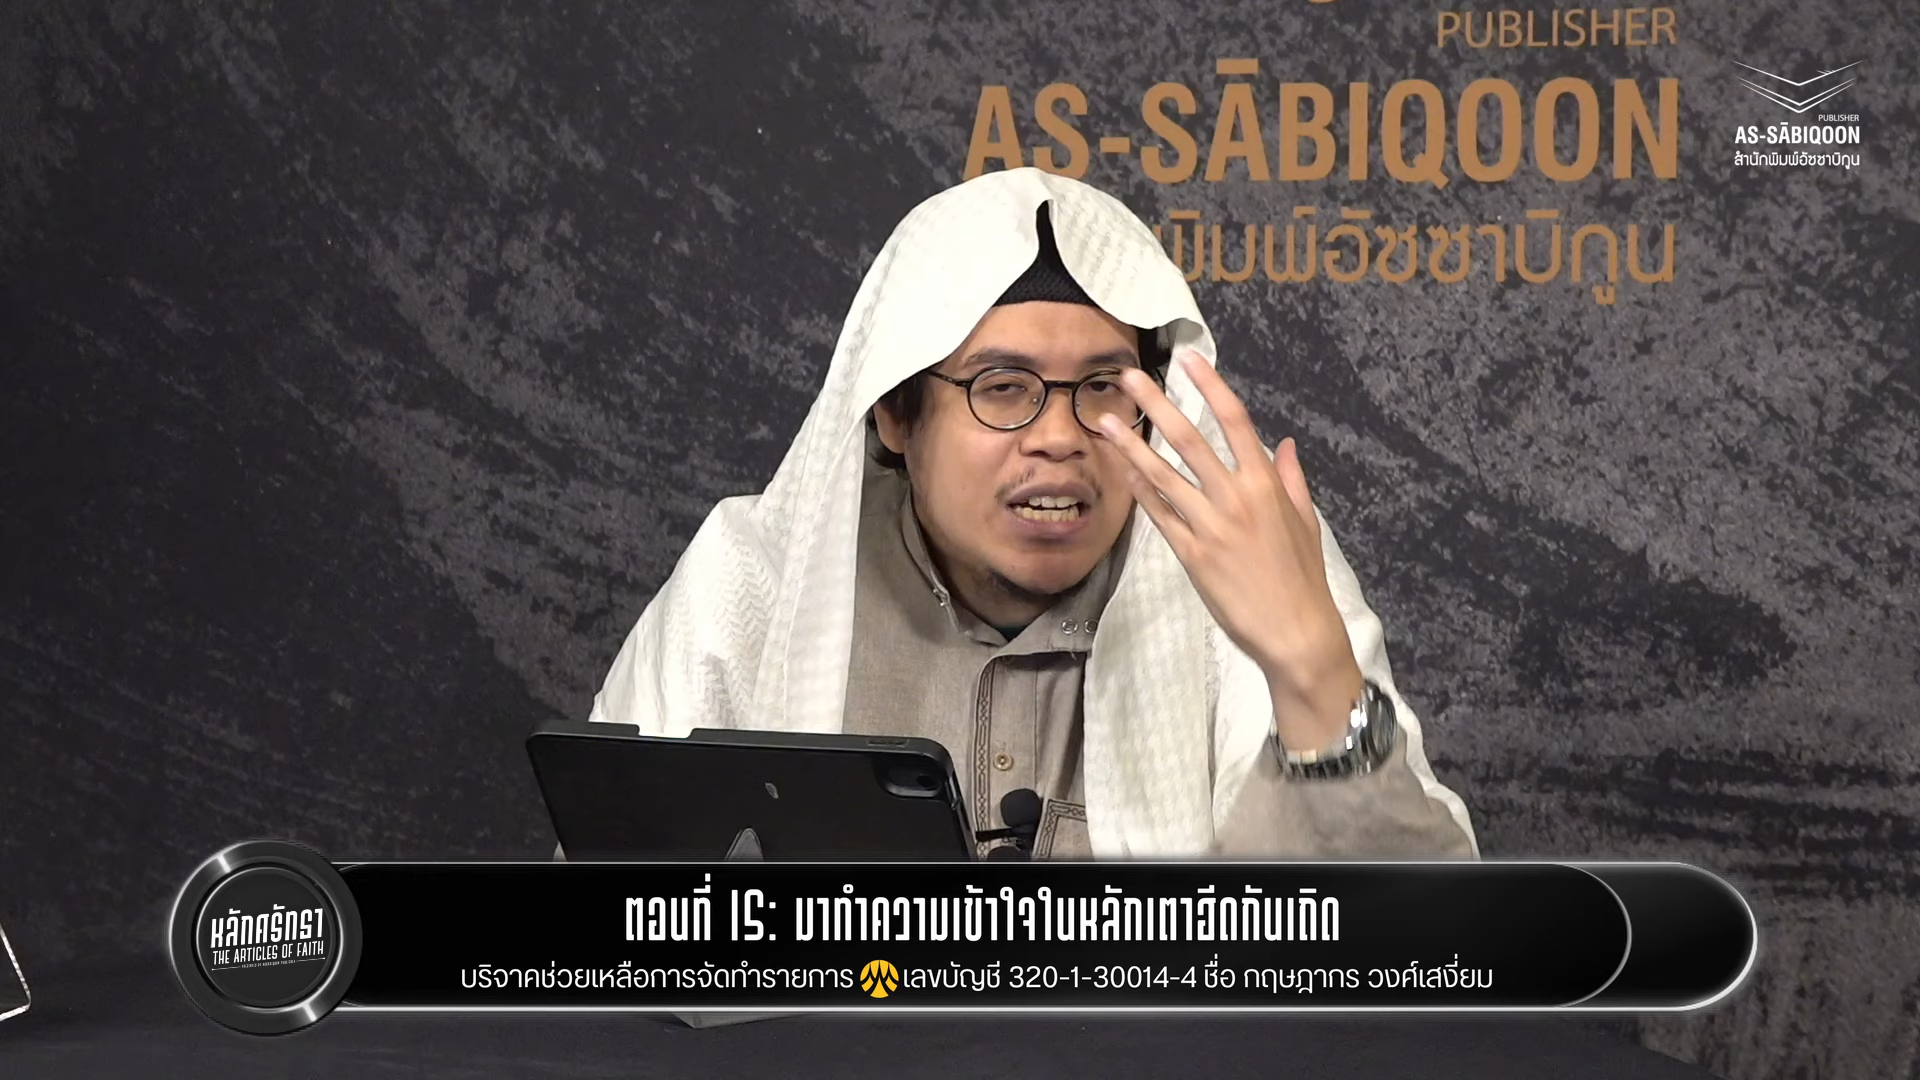 PUBLISHER
AS-SĀBIQOON
พิมพ์อัซซาบิกูน
PUBLISHER
AS-SĀBIQOON
สำนักพิมพ์อัซซาบิกูน
ตอนที่ 15: มาทำความเข้าใจในหลักเตาฮีดกันเถิด
บริจาคช่วยเหลือการจัดทำรายการ เลขบัญชี 320-1-30014-4 ชื่อ กฤษฎากร วงศ์เสงี่ยม
หลักศรัทธา
THE ARTICLES OF FAITH